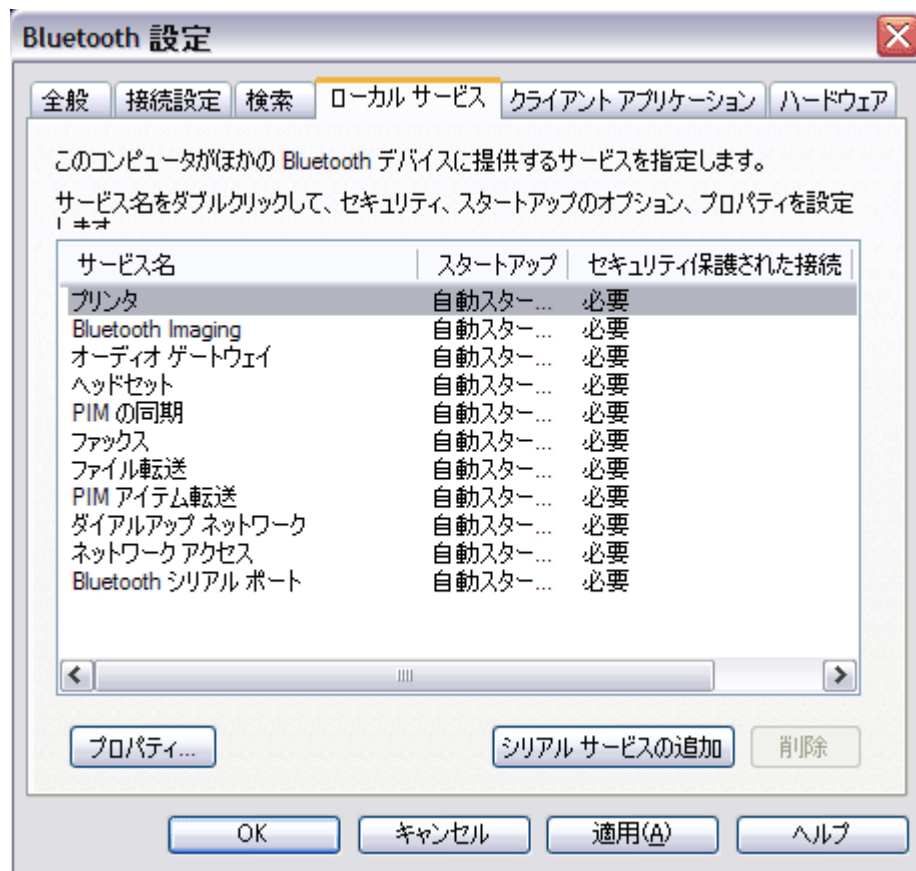 Bluetooth 設定
全般 接続設定 検索 ローカル サービス クライアント アプリケーション ハードウェア
このコンピュータがほかの Bluetooth デバイスに提供するサービスを指定します。
サービス名をダブルクリックして、セキュリティ、スタートアップのオプション、プロパティを設定
します
サービス名 スタートアップ セキュリティ保護された接続
プリンタ 自動スター... 必要
Bluetooth Imaging 自動スター... 必要
オーディオ ゲートウェイ 自動スター... 必要
ヘッドセット 自動スター... 必要
PIM の同期 自動スター... 必要
ファックス 自動スター... 必要
ファイル転送 自動スター... 必要
PIM アイテム転送 自動スター... 必要
ダイアルアップ ネットワーク 自動スター... 必要
ネットワーク アクセス 自動スター... 必要
Bluetooth シリアル ポート 自動スター... 必要
プロパティ... シリアル サービスの追加 削除
OK キャンセル 適用(A) ヘルプ